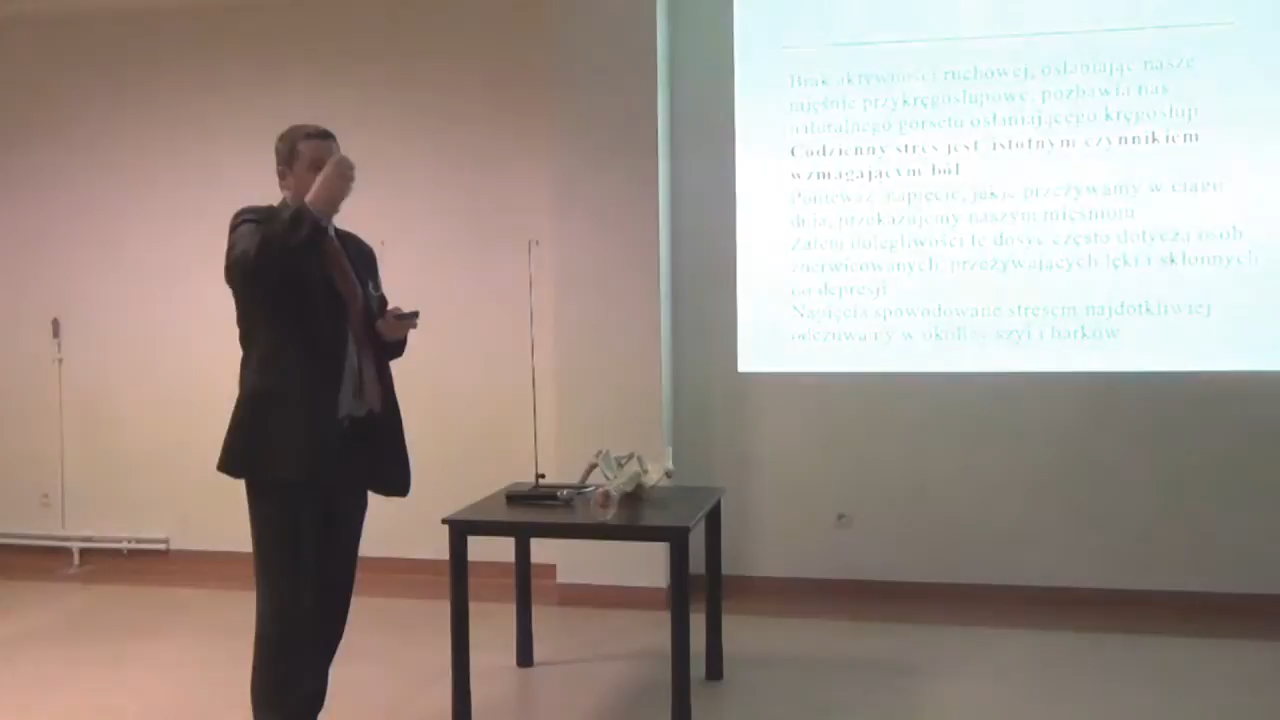 Brak aktywności ruchowej, osłabiając nasze
mięśnie przykręgosłupowe, pozbawia nas
naturalnego gorsetu osłaniającego kręgosłup
Codzienny stres jest istotnym czynnikiem
wzmagającym ból
Ponieważ napięcie, jakie przeżywamy w ciągu
dnia, przekazujemy naszym mięśniom
Zatem dolegliwości te dosyć często dotyczą osób
znerwicowanych, przeżywających lęki i skłonnych
do depresji
Napięcia spowodowane stresem najdotkliwiej
odczuwamy w okolicy szyi i barków